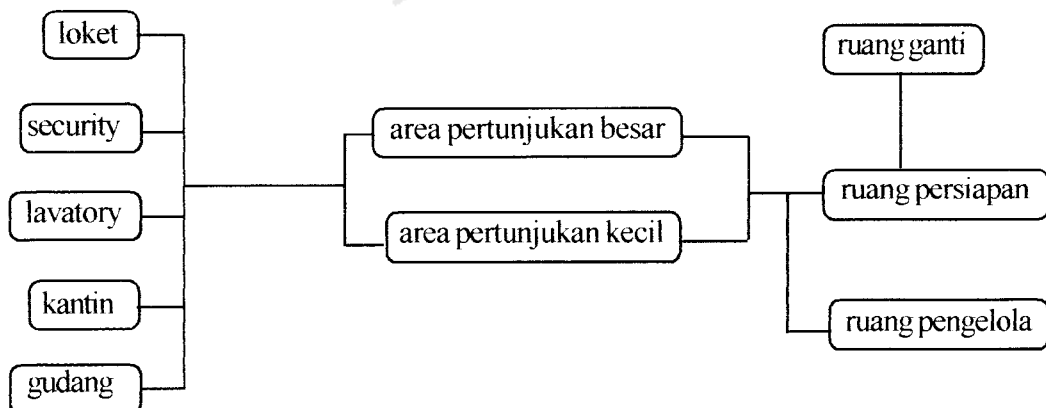 loket
security
lavatory
kantin
gudang
area pertunjukan besar
area pertunjukan kecil
ruang ganti
ruang persiapan
ruang pengelola